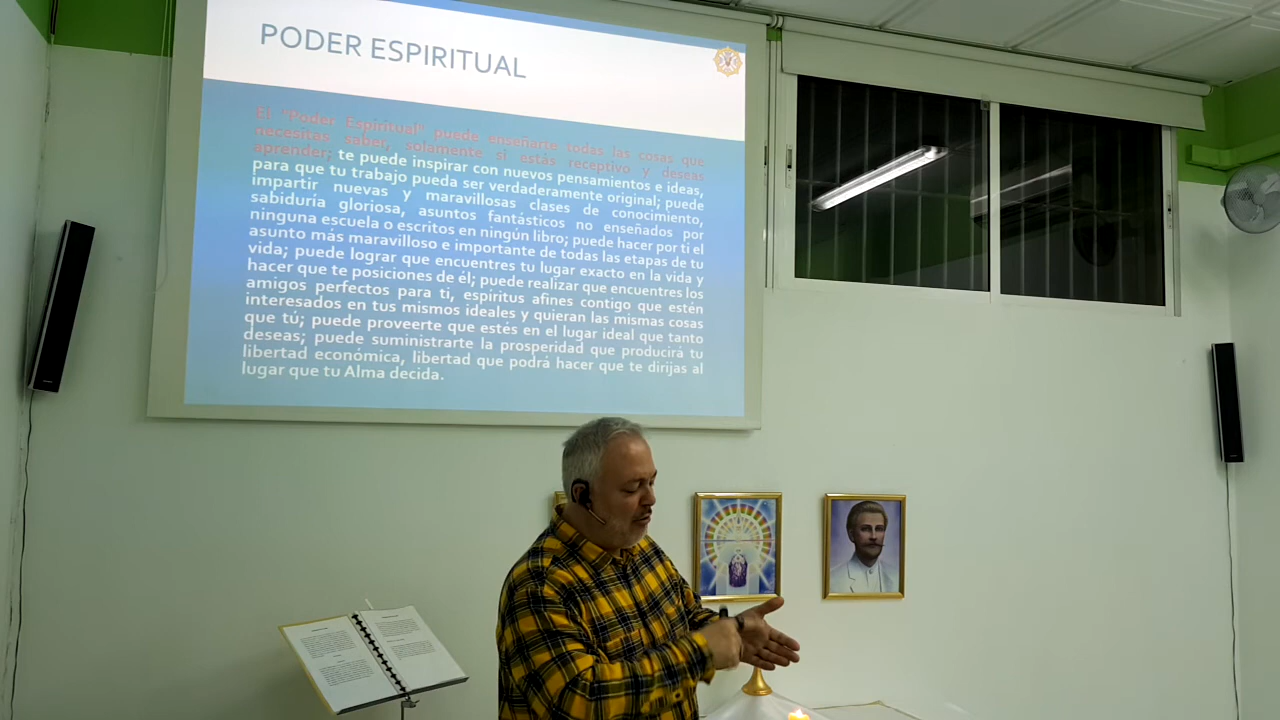 PODER ESPIRITUAL
El "Poder Espiritual" puede enseñarte todas las cosas que
necesitas saber, solamente si estás receptivo y deseas
aprender; te puede inspirar con nuevos pensamientos e ideas,
para que tu trabajo pueda ser verdaderamente original; puede
impartir nuevas y maravillosas clases de conocimiento,
sabiduría gloriosa, asuntos fantásticos no enseñados por
ninguna escuela o escritos en ningún libro; puede hacer por ti el
asunto más maravilloso e importante de todas las etapas de tu
vida; puede lograr que encuentres tu lugar exacto en la vida y
hacer que te posiciones de él; puede realizar que encuentres los
amigos perfectos para ti, espíritus afines contigo que estén
interesados en tus mismos ideales y quieran las mismas cosas
que tú; puede proveerte que estés en el lugar ideal que tanto
deseas; puede suministrarte la prosperidad que producirá tu
libertad económica, libertad que podrá hacer que te dirijas al
lugar que tu Alma decida.